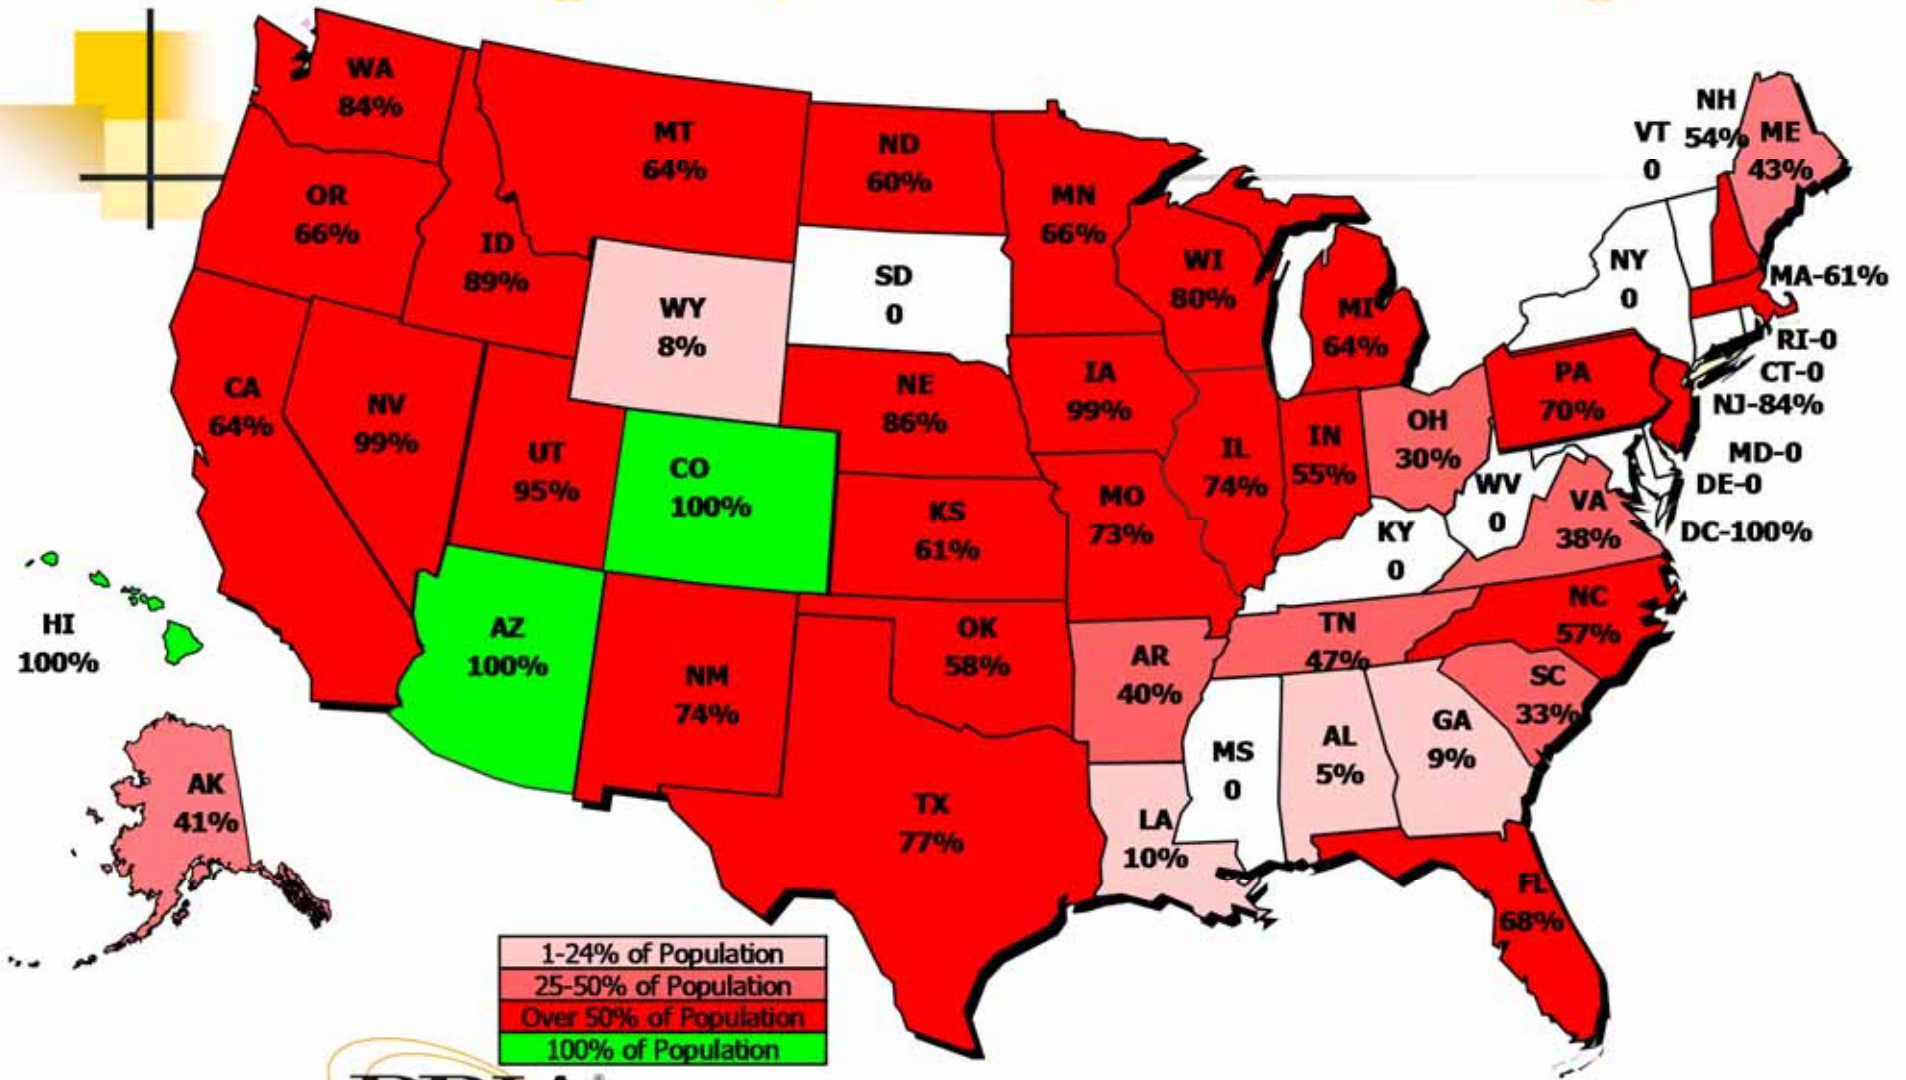 WA
84%
MT
64%
ND
60%
MN
66%
OR
66%
ID
89%
WY
8%
SD
0
WI
80%
MI
64%
NH
54%
VT
0
ME
43%
NY
0
MA-61%
RI-0
CT-0
NJ-84%
MD-0
DE-0
DC-100%
CA
64%
NV
99%
UT
95%
CO
100%
NE
86%
IA
99%
IL
74%
IN
55%
OH
30%
PA
70%
WV
0
VA
38%
KS
61%
MO
73%
KY
0
NC
57%
TN
47%
SC
33%
HI
100%
AZ
100%
NM
74%
OK
58%
AR
40%
MS
0
AL
5%
GA
9%
AK
41%
TX
77%
LA
10%
FL
68%
1-24% of Population
25-50% of Population
Over 50% of Population
100% of Population